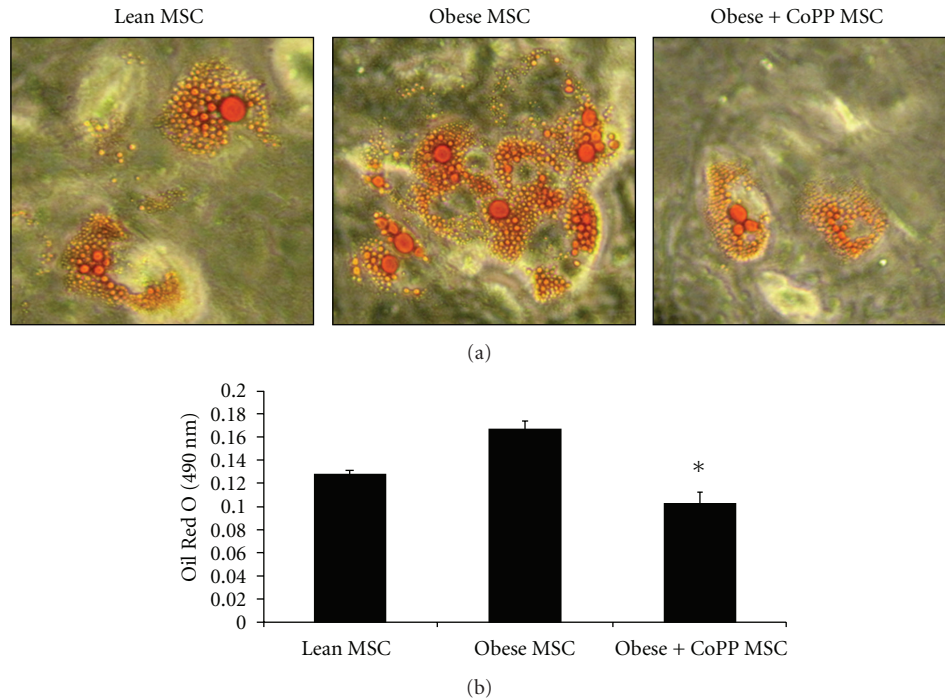 Lean MSC
Obese MSC
Obese + CoPP MSC
(a)
Oil Red O (490 nm)
0.2
0.18
0.16
0.14
0.12
0.1
0.08
0.06
0.04
0.02
0
*
Lean MSC
Obese MSC
Obese + CoPP MSC
(b)